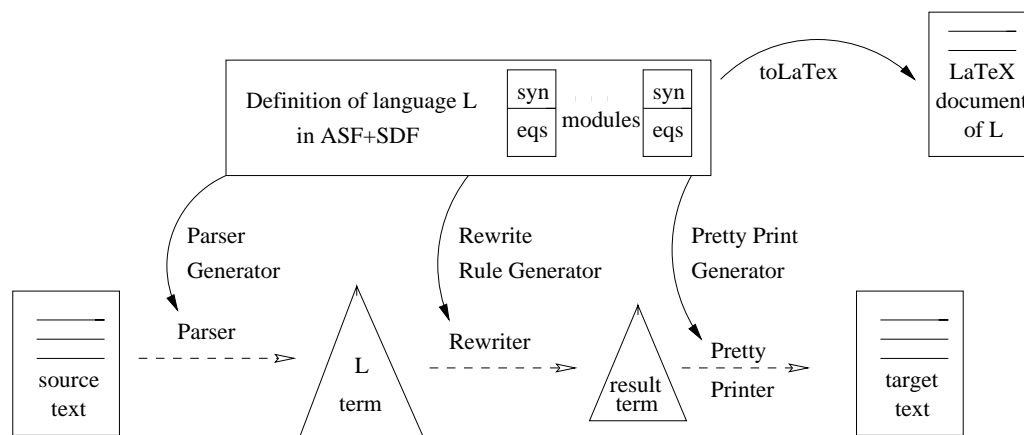 Definition of language L
in ASF+SDF
syn
eqs
modules
syn
eqs
toLaTex
LaTeX
document
of L
Parser
Generator
Rewrite
Rule Generator
Pretty Print
Generator
source
text
Parser
L
term
Rewriter
result
term
Pretty
Printer
target
text